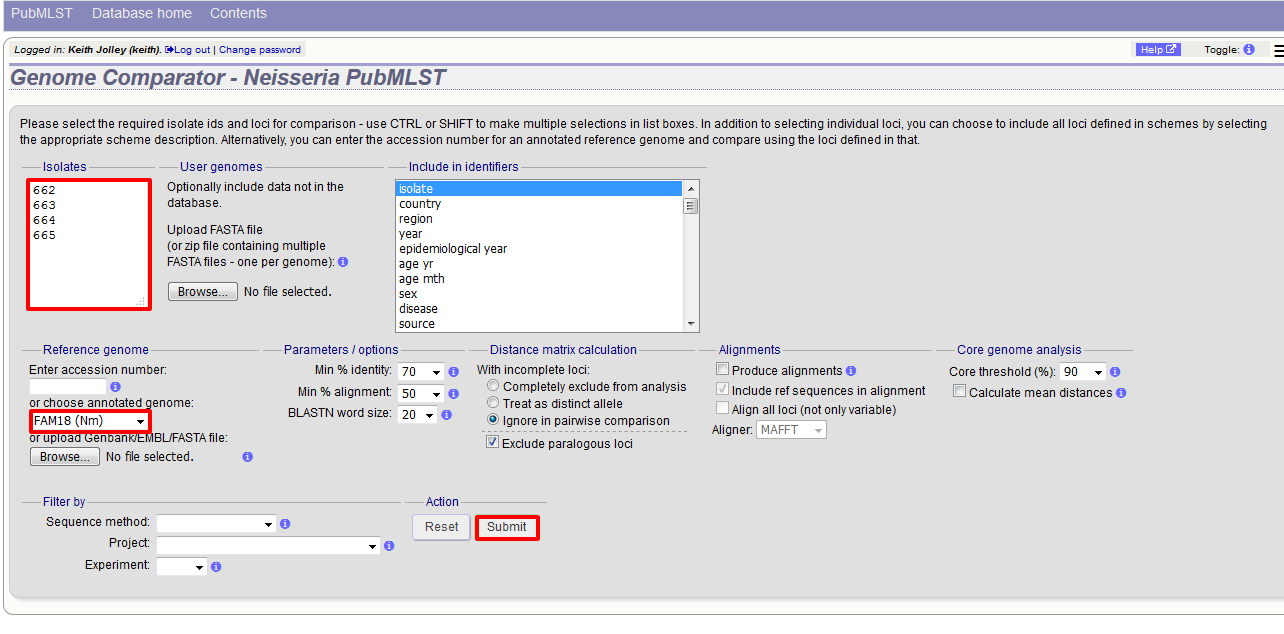 PubMLST Database home Contents
Logged in: Keith Jolley (keith). Log out | Change password
Help Toggle:
Genome Comparator - Neisseria PubMLST
Please select the required isolate ids and loci for comparison - use CTRL or SHIFT to make multiple selections in list boxes. In addition to selecting individual loci, you can choose to include all loci defined in schemes by selecting
the appropriate scheme description. Alternatively, you can enter the accession number for an annotated reference genome and compare using the loci defined in that.
Isolates
662
663
664
665
User genomes
Optionally include data not in the
database.
Upload FASTA file
(or zip file containing multiple
FASTA files - one per genome):
Browse... No file selected.
Include in identifiers
isolate
country
region
year
epidemiological year
age yr
age mth
sex
disease
source
Reference genome
Enter accession number:
or choose annotated genome:
FAM18 (Nm)
or upload Genbank/EMBL/FASTA file:
Browse... No file selected.
Parameters / options
Min % identity: 70
Min % alignment: 50
BLASTN word size: 20
Distance matrix calculation
With incomplete loci:
Completely exclude from analysis
Treat as distinct allele
Ignore in pairwise comparison
Exclude paralogous loci
Alignments
Produce alignments
Include ref sequences in alignment
Align all loci (not only variable)
Aligner: MAFFT
Core genome analysis
Core threshold (%): 90
Calculate mean distances
Filter by
Sequence method:
Project:
Experiment:
Action
Reset Submit